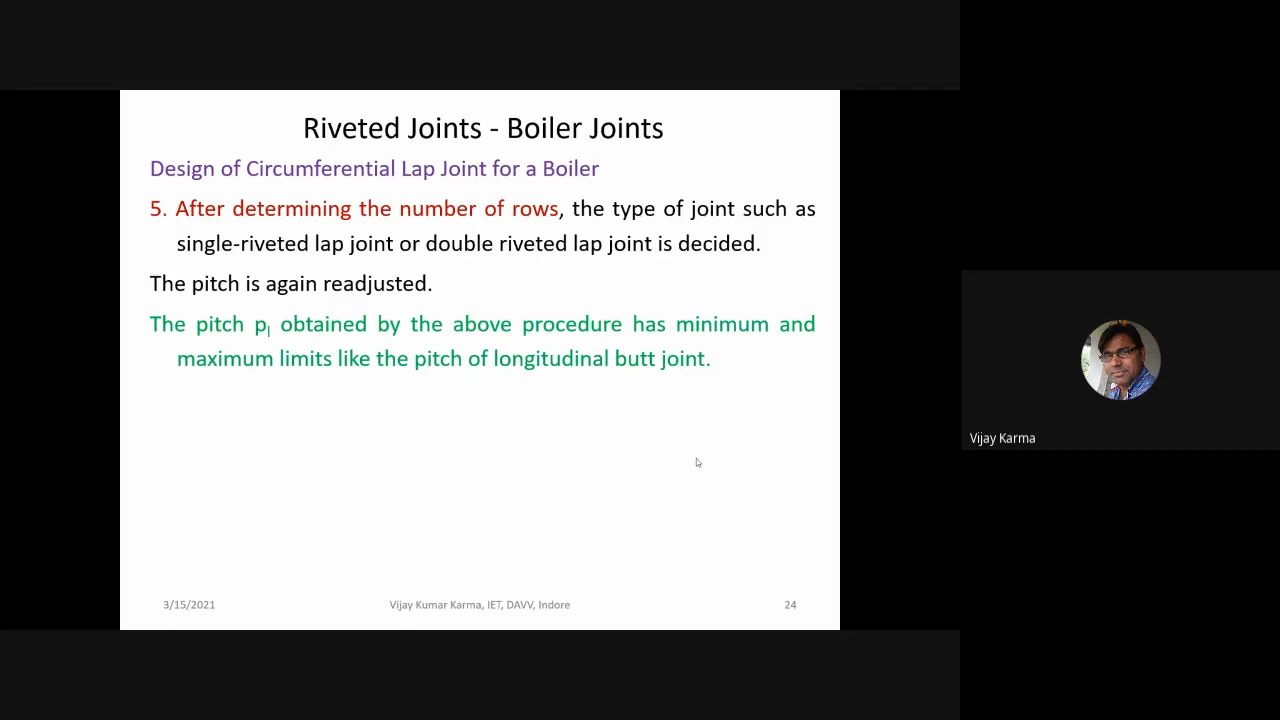 Riveted Joints - Boiler Joints
Design of Circumferential Lap Joint for a Boiler
5. After determining the number of rows, the type of joint such as
single-riveted lap joint or double riveted lap joint is decided.
The pitch is again readjusted.
The pitch pl obtained by the above procedure has minimum and
maximum limits like the pitch of longitudinal butt joint.
3/15/2021
Vijay Kumar Karma, IET, DAVV, Indore
24
Vijay Karma